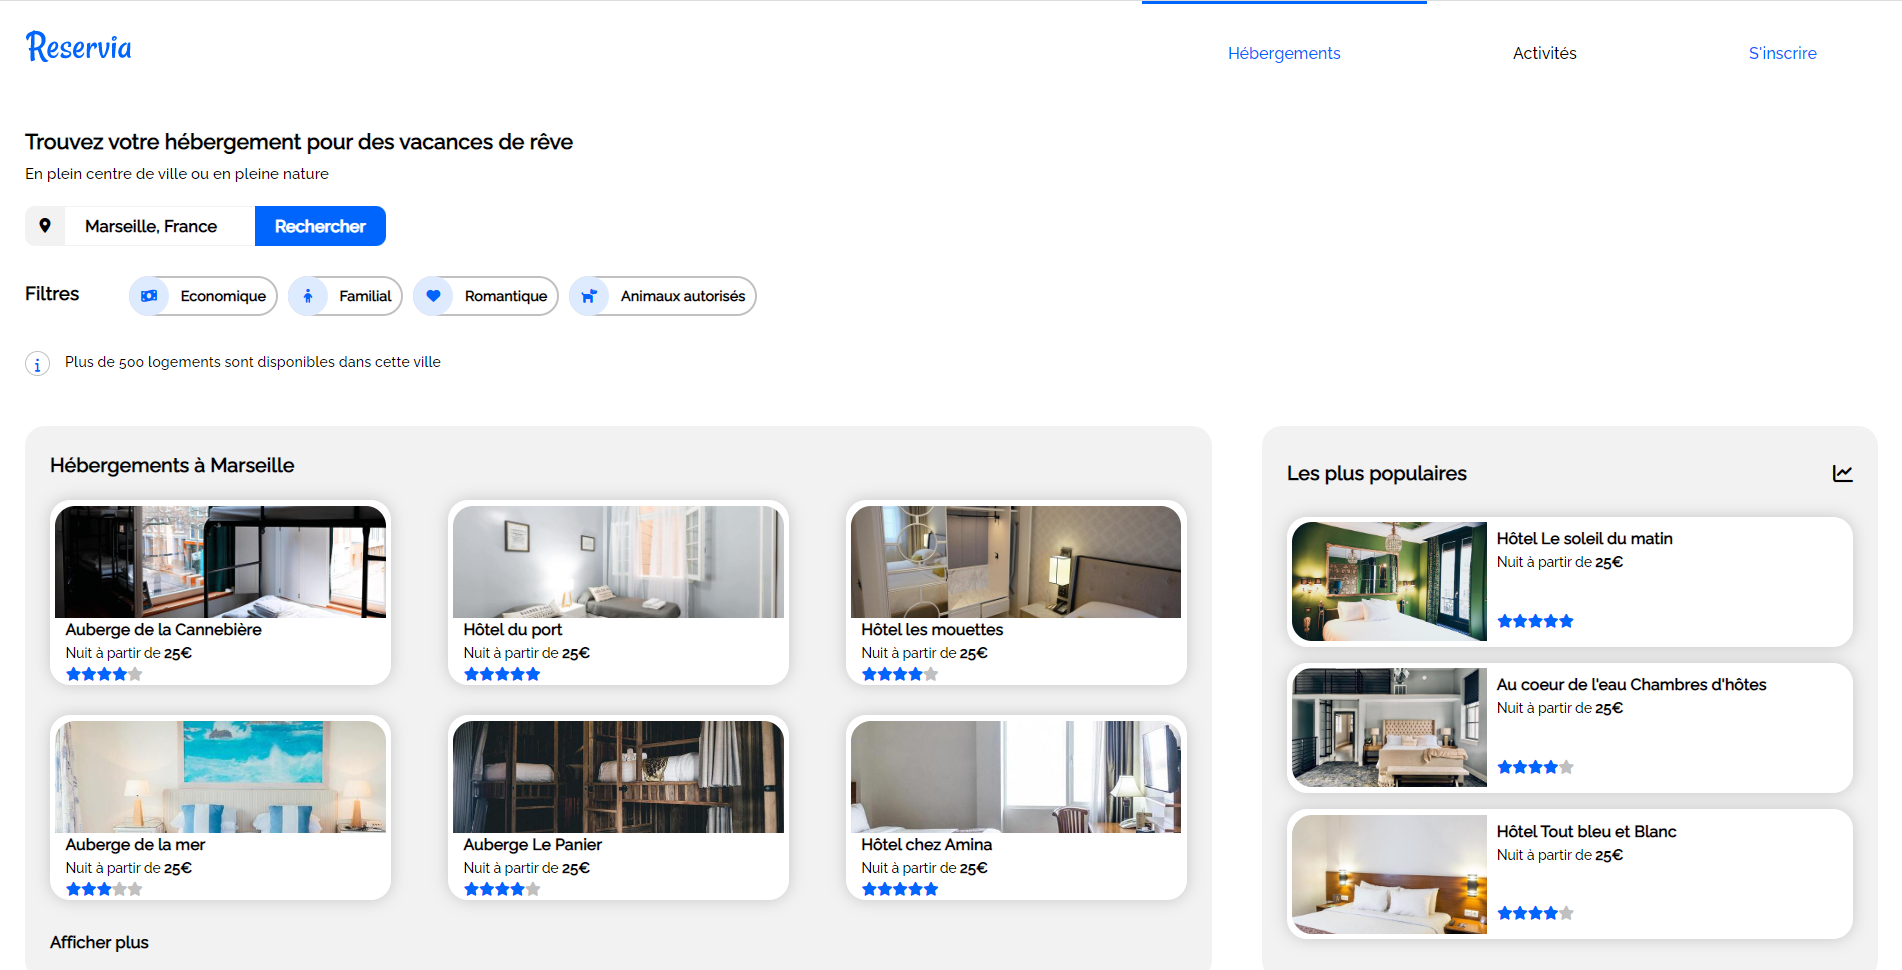 Reservia
Hébergements
Activités
S'inscrire
Trouvez votre hébergement pour des vacances de rêve
En plein centre de ville ou en pleine nature
Marseille, France
Rechercher
Filtres
Economique
Familial
Romantique
Animaux autorisés
Plus de 500 logements sont disponibles dans cette ville
Hébergements à Marseille
Auberge de la Cannebière
Nuit à partir de 25€
Hôtel du port
Nuit à partir de 25€
Hôtel les mouettes
Nuit à partir de 25€
Auberge de la mer
Nuit à partir de 25€
Auberge Le Panier
Nuit à partir de 25€
Hôtel chez Amina
Nuit à partir de 25€
Afficher plus
Les plus populaires
Hôtel Le soleil du matin
Nuit à partir de 25€
Au coeur de l'eau Chambres d'hôtes
Nuit à partir de 25€
Hôtel Tout bleu et Blanc
Nuit à partir de 25€